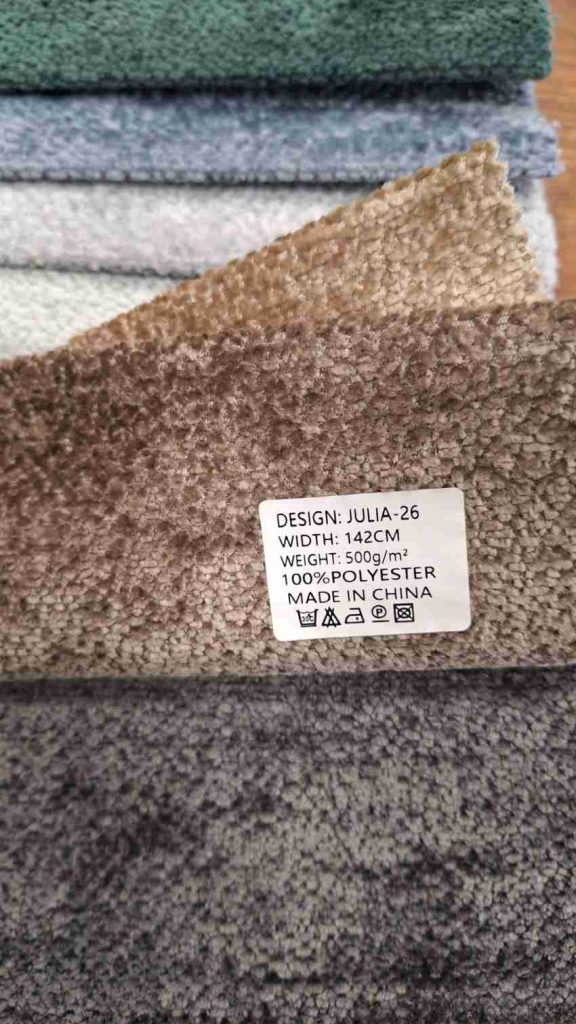 DESIGN: JULIA-26
WIDTH: 142CM
WEIGHT: 500g/m²
100%POLYESTER
MADE IN CHINA